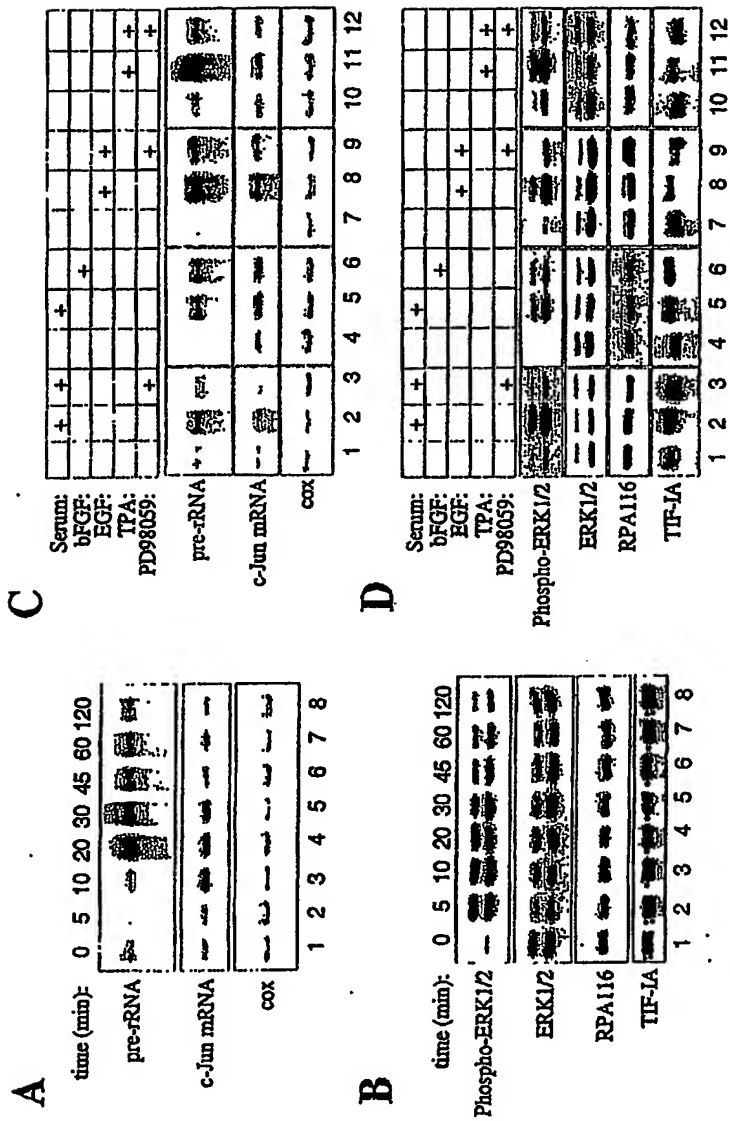 A
time (min): 0 5 10 20 30 45 60 120
pre-rRNA
c-Jun mRNA
cox
1 2 3 4 5 6 7 8
B
time (min): 0 5 10 20 30 45 60 120
Phospho-ERK1/2
ERK1/2
RPA116
TIF-IA
1 2 3 4 5 6 7 8
C
Serum: + + +
bFGF: +
EGF: + +
TPA: + +
PD98059: + + +
pre-rRNA
c-Jun mRNA
cox
1 2 3 4 5 6 7 8 9 10 11 12
D
Serum: + + +
bFGF: +
EGF: + +
TPA: + +
PD98059: + + +
Phospho-ERK1/2
ERK1/2
RPA116
TIF-IA
1 2 3 4 5 6 7 8 9 10 11 12